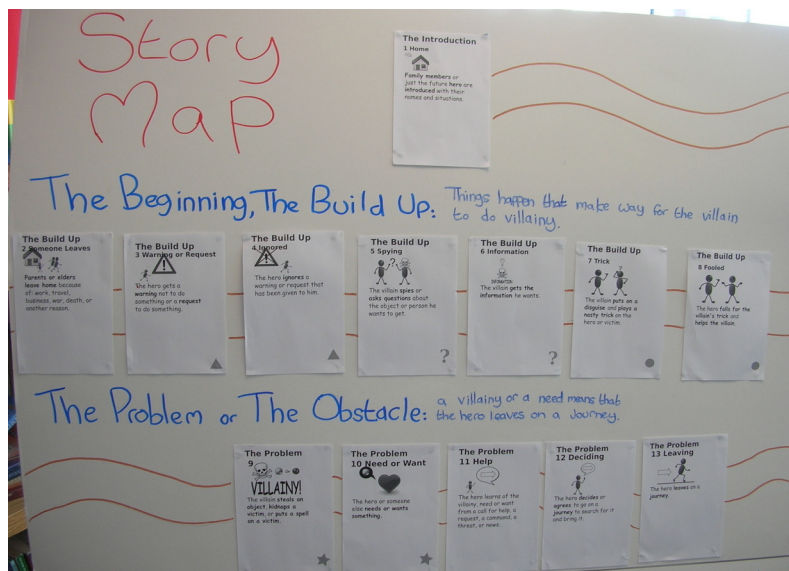 Story
Map
The Introduction
1 Home
Family members or
just the future hero are
introduced with their
names and situations.
The Beginning, The Build Up:
Things happen that make way for the villain
to do villainy.
The Build Up
2 Someone Leaves
Parents or elders
leave home because
of: work, travel,
business, war, death, or
another reason.
The Build Up
3 Warning or Request
The hero gets a
warning not to do
something or a request
to do something.
The Build Up
4 Ignored
The hero ignores a
warning or request that
has been given to him.
The Build Up
5 Spying
The villain spies or
asks questions about
the object or person he
wants to get.
?
The Build Up
6 Information
The villain gets the
information he wants.
?
The Build Up
7 Trick
The villain puts on a
disguise and plays a
nasty trick on the
hero or victim.
The Build Up
8 Fooled
The hero falls for the
villain's trick and
helps the villain.
The Problem or The Obstacle:
a villainy or a need means that
the hero leaves on a journey.
The Problem
9
VILLAINY!
The villain steals an
object, kidnaps a
victim, or puts a spell
on a victim.
The Problem
10 Need or Want
The hero or someone
else needs or wants
something.
The Problem
11 Help
The hero learns of the
villainy, need or want
from a call for help, a
request, a command, a
threat, or news.
The Problem
12 Deciding
The hero decides or
agrees to go on a
journey to search for it
and bring it.
The Problem
13 Leaving
The hero leaves on a
journey.